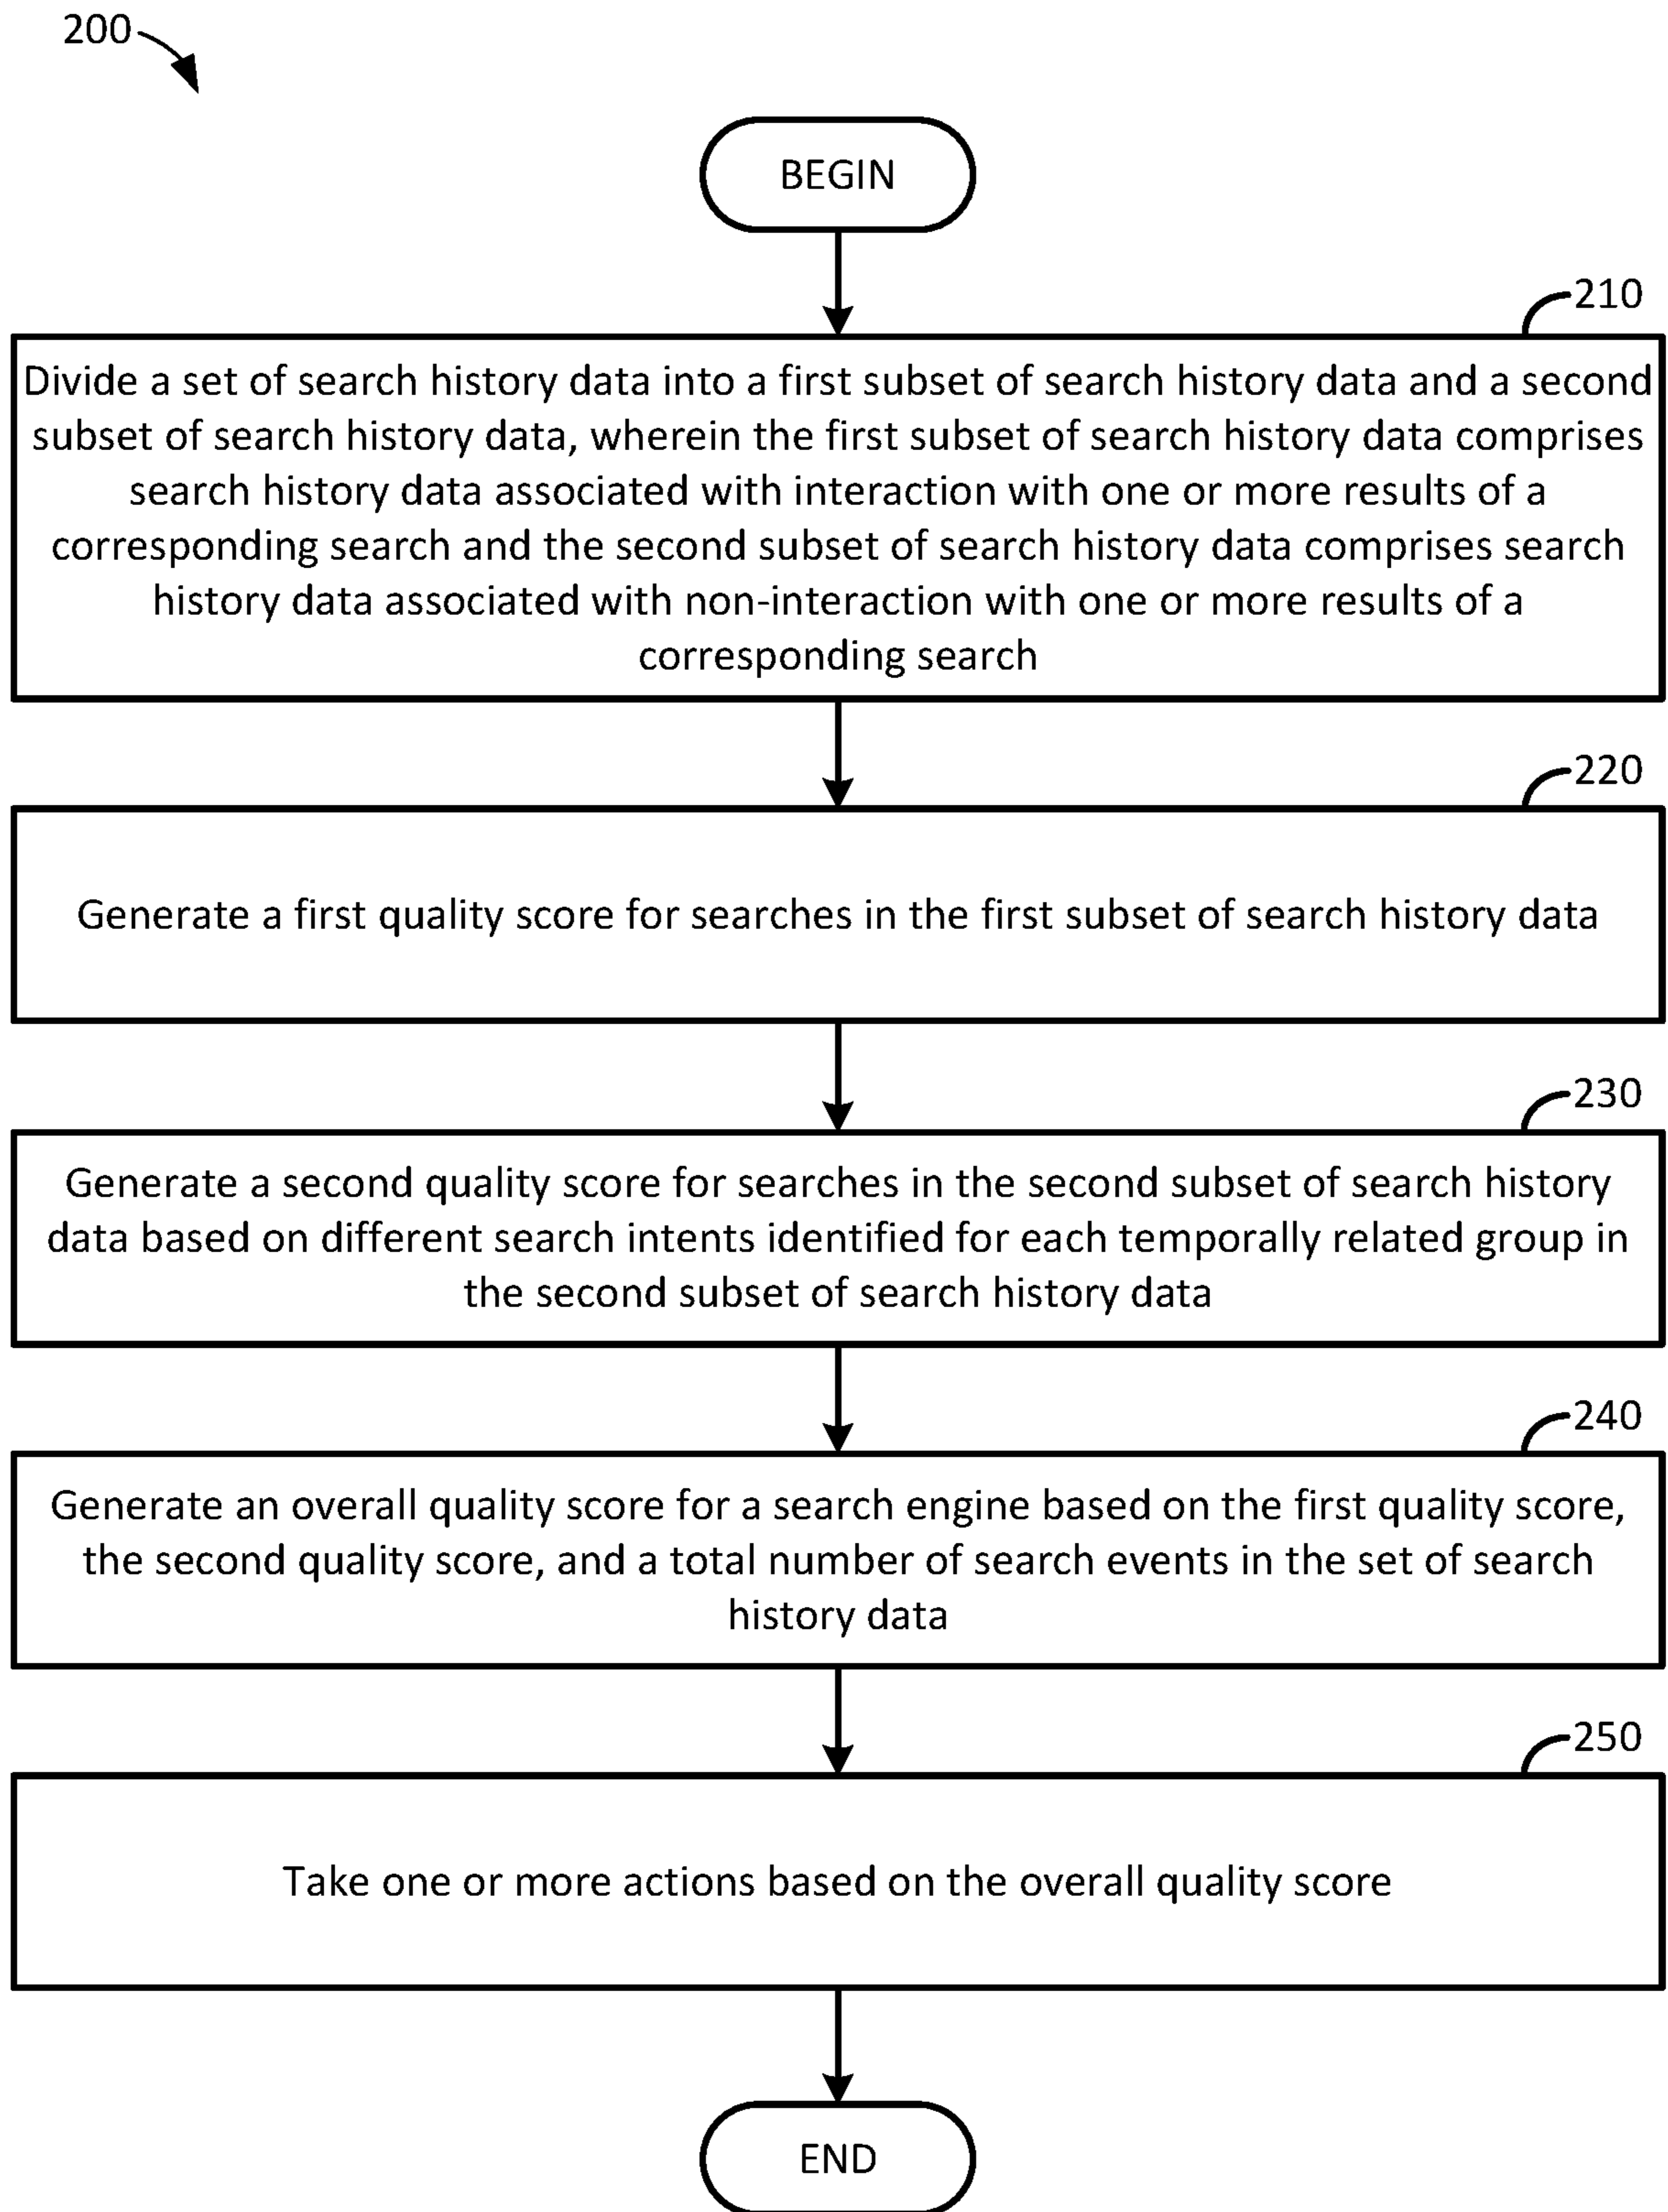 200
BEGIN
210
Divide a set of search history data into a first subset of search history data and a second
subset of search history data, wherein the first subset of search history data comprises
search history data associated with interaction with one or more results of a
corresponding search and the second subset of search history data comprises search
history data associated with non-interaction with one or more results of a
corresponding search
220
Generate a first quality score for searches in the first subset of search history data
230
Generate a second quality score for searches in the second subset of search history
data based on different search intents identified for each temporally related group in
the second subset of search history data
240
Generate an overall quality score for a search engine based on the first quality score,
the second quality score, and a total number of search events in the set of search
history data
250
Take one or more actions based on the overall quality score
END